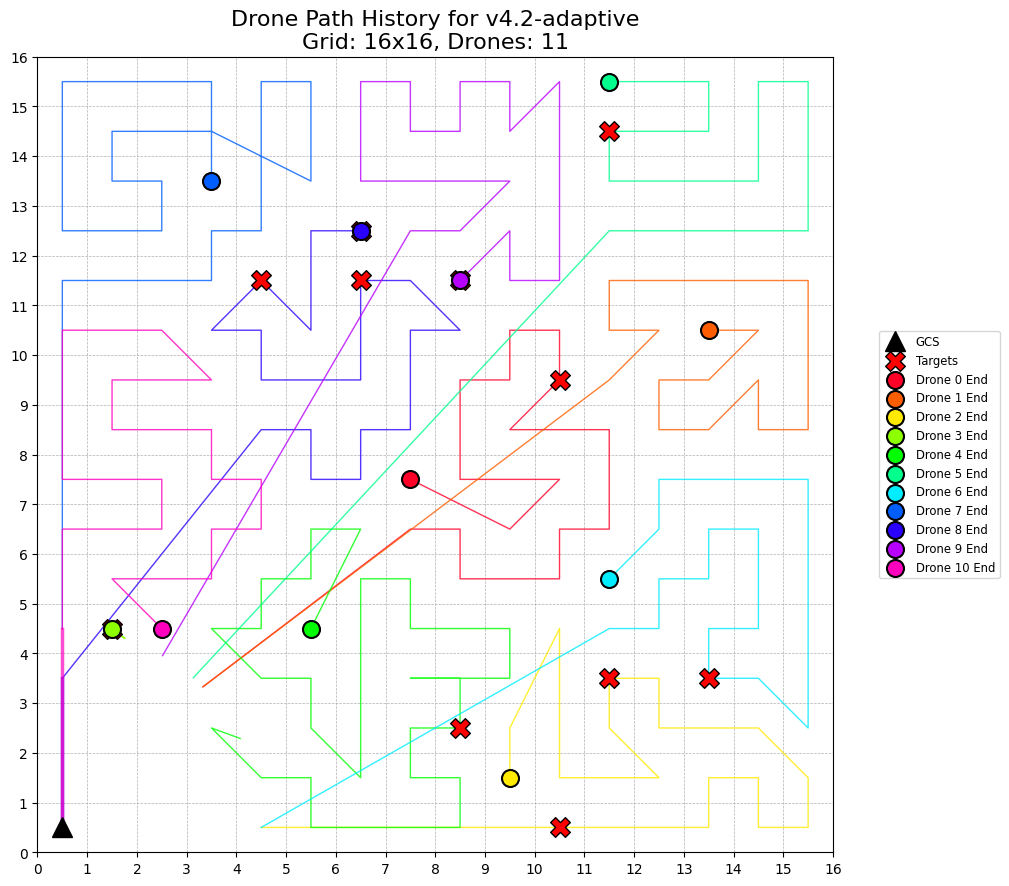 Drone Path History for v4.2-adaptive
Grid: 16x16, Drones: 11
16
15
14
13
12
11
10
9
8
7
6
5
4
3
2
1
0
0 1 2 3 4 5 6 7 8 9 10 11 12 13 14 15 16
GCS
Targets
Drone 0 End
Drone 1 End
Drone 2 End
Drone 3 End
Drone 4 End
Drone 5 End
Drone 6 End
Drone 7 End
Drone 8 End
Drone 9 End
Drone 10 End